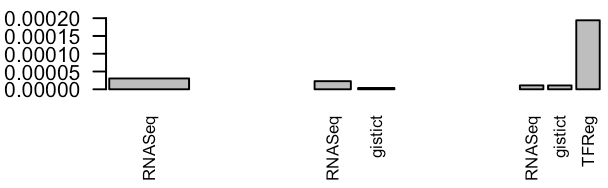 0.00020
0.00015
0.00010
0.00005
0.00000
RNASeq
RNASeq
gistict
RNASeq
gistict
TFReg